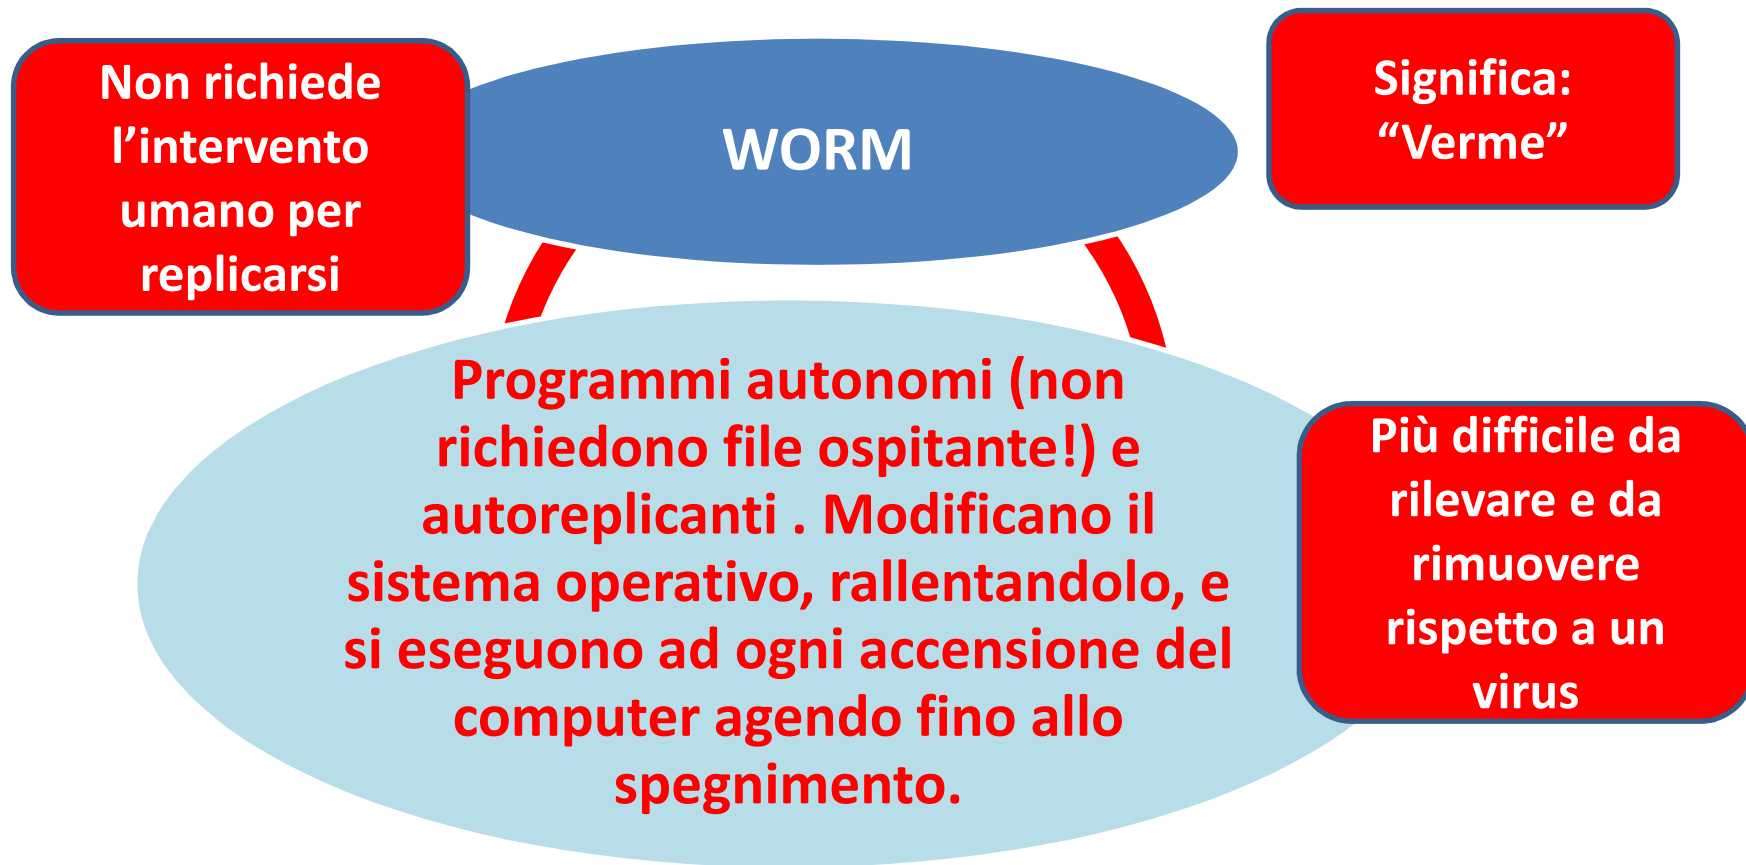 Non richiede
l’intervento
umano per
replicarsi
WORM
Significa:
“Verme”
Programmi autonomi (non
richiedono file ospitante!) e
autoreplicanti . Modificano il
sistema operativo, rallentandolo, e
si eseguono ad ogni accensione del
computer agendo fino allo
spegnimento.
Più difficile da
rilevare e da
rimuovere
rispetto a un
virus